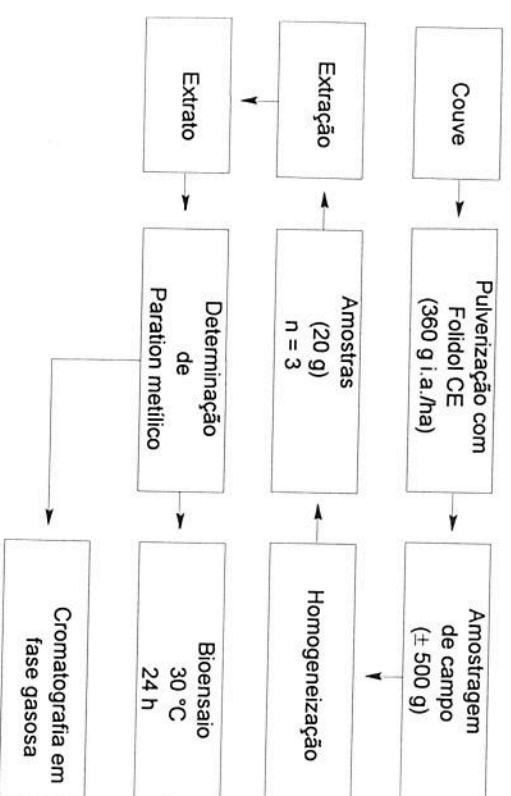 Couve
Pulverização com
Folidol CE
(360 g i.a./ha)
Amostragem
de campo
(± 500 g)
Homogeneização
Amostras
(20 g)
n = 3
Extração
Extrato
Determinação
de
Paration metílico
Bioensaio
30 °C
24 h
Cromatografia em
fase gasosa